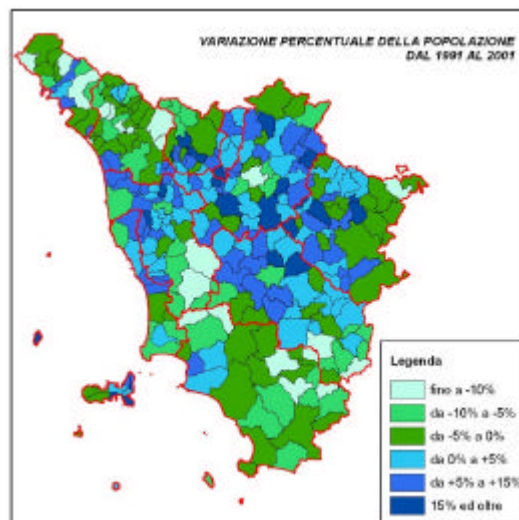 VARIAZIONE PERCENTUALE DELLA POPOLAZIONE
DAL 1991 AL 2001
Legenda
fino a -10%
da -10% a -5%
da -5% a 0%
da 0% a +5%
da +5% a +15%
15% ed oltre